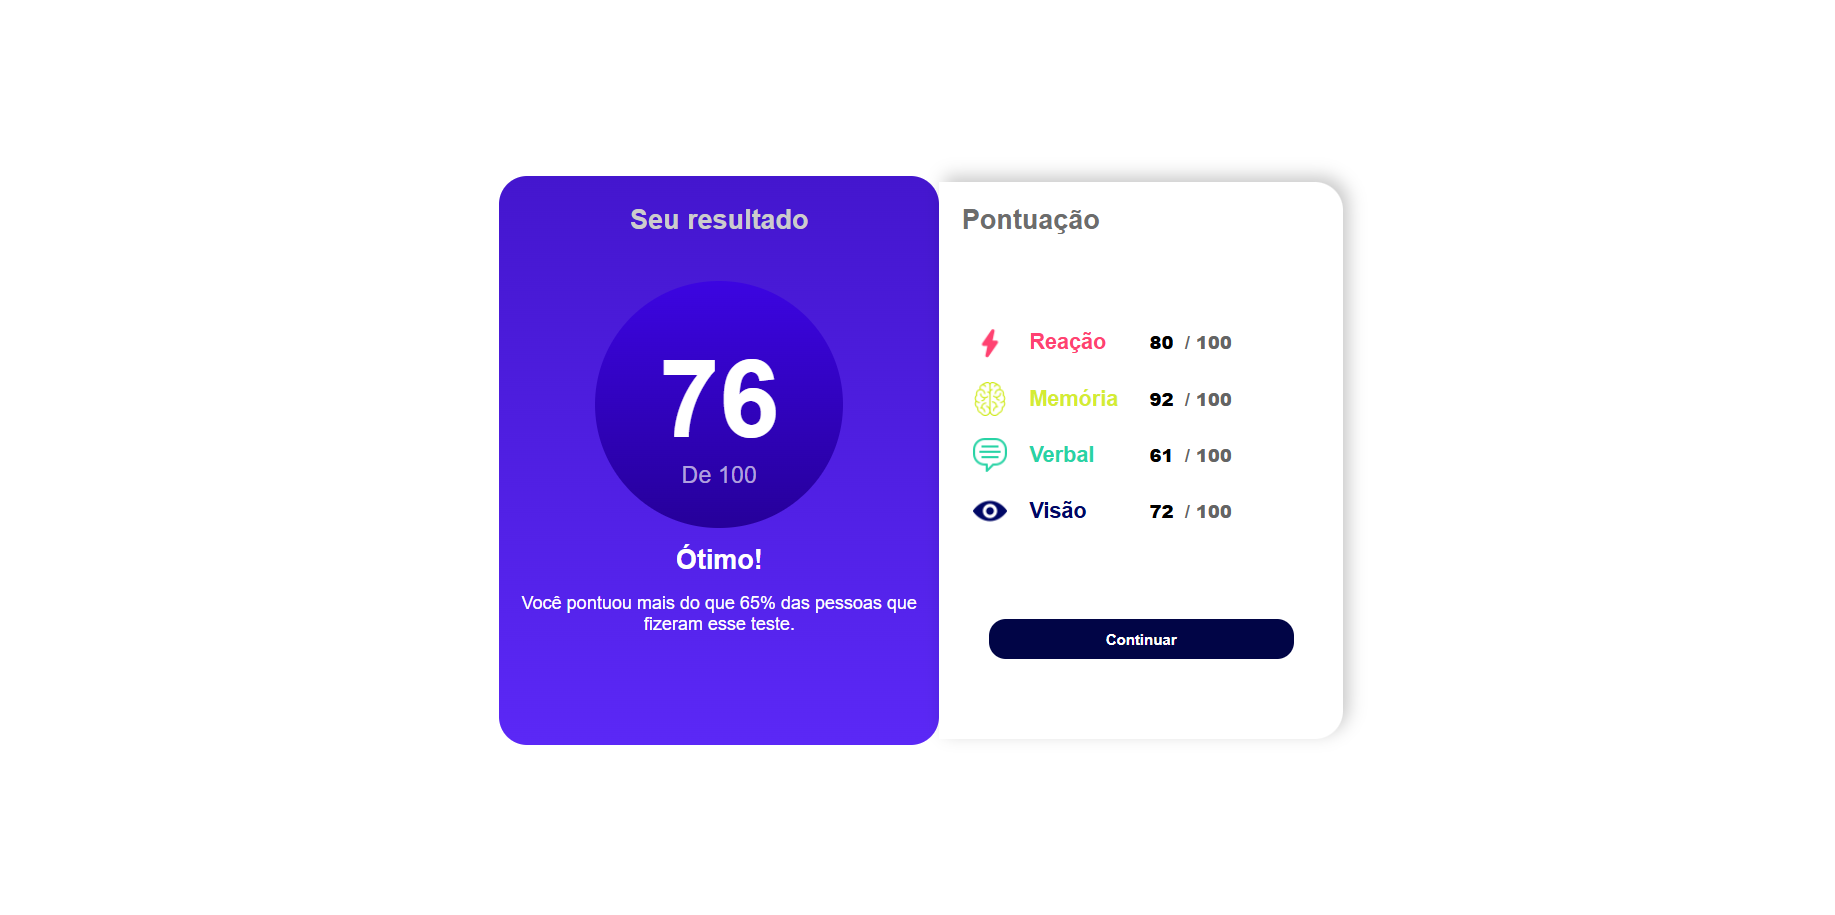 Seu resultado
76
De 100
Ótimo!
Você pontuou mais do que 65% das pessoas que
fizeram esse teste.
Pontuação
Reação 80 / 100
Memória 92 / 100
Verbal 61 / 100
Visão 72 / 100
Continuar